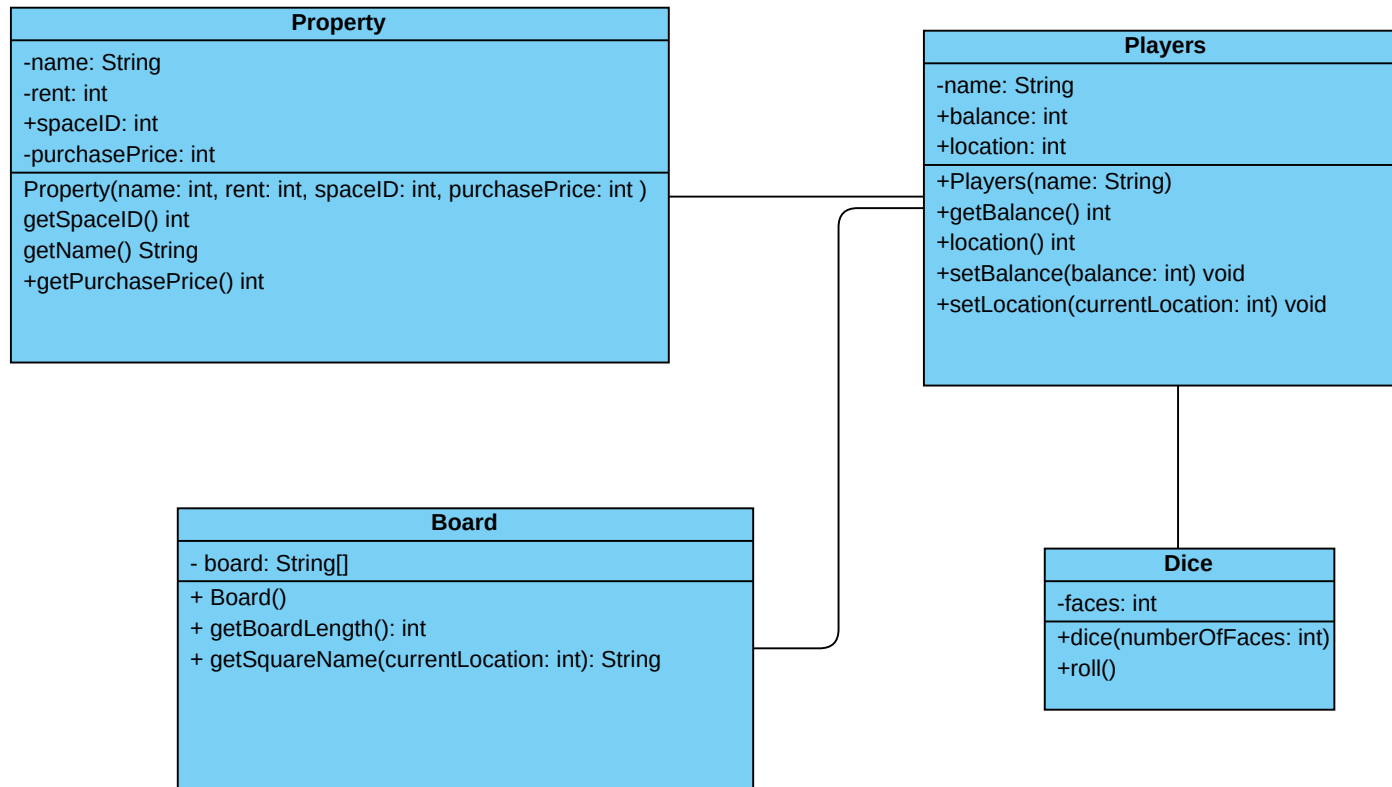 Property
-name: String
-rent: int
+spaceID: int
-purchasePrice: int
Property(name: int, rent: int, spaceID: int, purchasePrice: int )
getSpaceID() int
getName() String
+getPurchasePrice() int
Players
-name: String
+balance: int
+location: int
+Players(name: String)
+getBalance() int
+location() int
+setBalance(balance: int) void
+setLocation(currentLocation: int) void
Board
- board: String[]
+ Board()
+ getBoardLength(): int
+ getSquareName(currentLocation: int): String
Dice
-faces: int
+dice(numberOfFaces: int)
+roll()